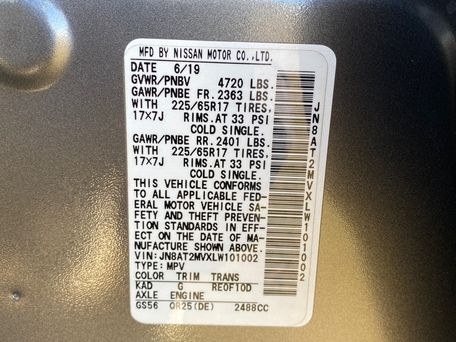 MFD BY NISSAN MOTOR CO.,LTD.
DATE 6/19
GVWR/PNBV 4720 LBS.
GAWR/PNBE FR. 2363 LBS.
WITH 225/65R17 TIRES,
17X7J RIMS.AT 33 PSI
COLD SINGLE.
GAWR/PNBE RR. 2401 LBS.
WITH 225/65R17 TIRES,
17X7J RIMS.AT 33 PSI
COLD SINGLE.
THIS VEHICLE CONFORMS
TO ALL APPLICABLE FED-
ERAL MOTOR VEHICLE SA-
FETY AND THEFT PREVEN-
TION STANDARDS IN EFF-
ECT ON THE DATE OF MA-
NUFACTURE SHOWN ABOVE.
VIN: JN8AT2MVXLW101002
TYPE: MPV
COLOR TRIM TRANS
KAD G RE0F10D
AXLE ENGINE
GS56 QR25(DE) 2488CC
JN8AT2MVXLW101002